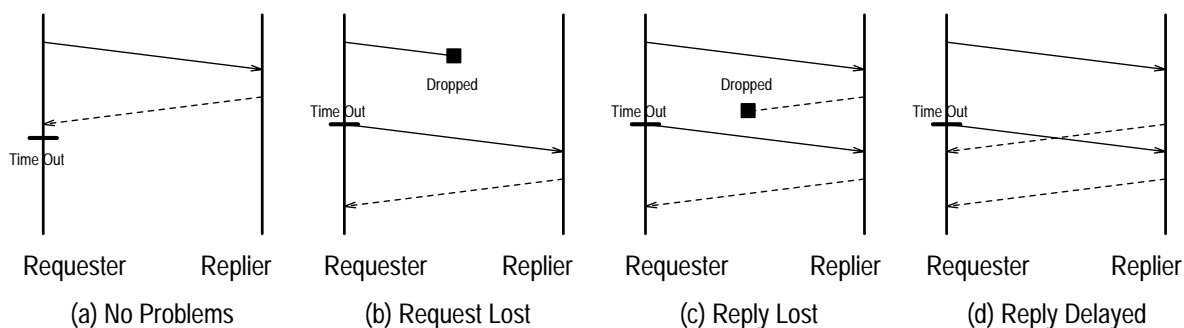 Dropped
Dropped
Time Out
Time Out
Time Out
Time Out
Requester Replier Requester Replier Requester Replier Requester Replier
(a) No Problems (b) Request Lost (c) Reply Lost (d) Reply Delayed